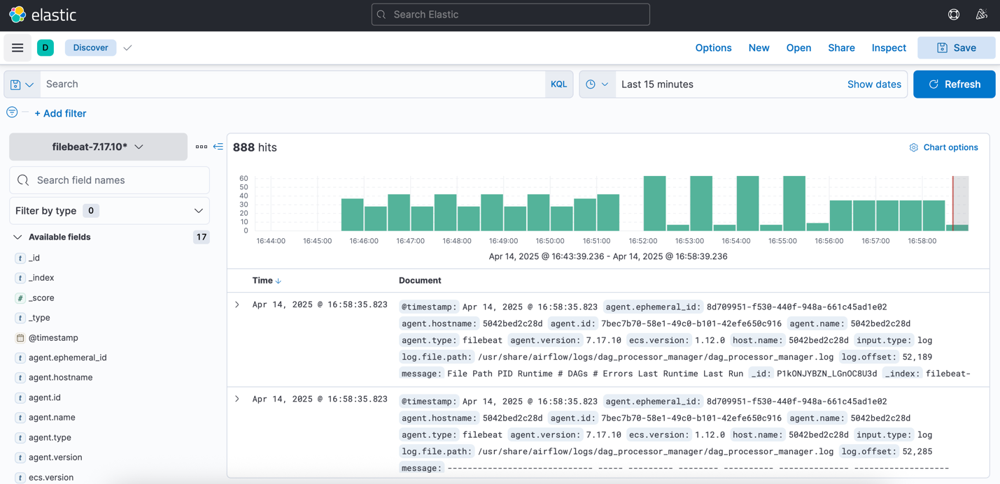 elastic
Search Elastic
D
Discover
Options
New
Open
Share
Inspect
Save
Search
KQL
Last 15 minutes
Show dates
Refresh
+ Add filter
filebeat-7.17.10*
Search field names
Filter by type 0
Available fields 17
t _id
t _index
# _score
t _type
@timestamp
t agent.ephemeral_id
t agent.hostname
t agent.id
t agent.name
t agent.type
t agent.version
t ecs.version
888 hits
Chart options
60
50
40
30
20
10
0
16:44:00 16:45:00 16:46:00 16:47:00 16:48:00 16:49:00 16:50:00 16:51:00 16:52:00 16:53:00 16:54:00 16:55:00 16:56:00 16:57:00 16:58:00
Apr 14, 2025 @ 16:43:39.236 - Apr 14, 2025 @ 16:58:39.236
Time Document
Apr 14, 2025 @ 16:58:35.823
@timestamp: Apr 14, 2025 @ 16:58:35.823 agent.ephemeral_id: 8d709951-f530-440f-948a-661c45ad1e02
agent.hostname: 5042bed2c28d agent.id: 7bec7b70-58e1-49c0-b101-42efe650c916 agent.name: 5042bed2c28d
agent.type: filebeat agent.version: 7.17.10 ecs.version: 1.12.0 host.name: 5042bed2c28d input.type: log
log.file.path: /usr/share/airflow/logs/dag_processor_manager/dag_processor_manager.log log.offset: 52,189
message: File Path PID Runtime # DAGs # Errors Last Runtime Last Run _id: P1kONJYBZN_LGnOC8U3d _index: filebeat-
Apr 14, 2025 @ 16:58:35.823
@timestamp: Apr 14, 2025 @ 16:58:35.823 agent.ephemeral_id: 8d709951-f530-440f-948a-661c45ad1e02
agent.hostname: 5042bed2c28d agent.id: 7bec7b70-58e1-49c0-b101-42efe650c916 agent.name: 5042bed2c28d
agent.type: filebeat agent.version: 7.17.10 ecs.version: 1.12.0 host.name: 5042bed2c28d input.type: log
log.file.path: /usr/share/airflow/logs/dag_processor_manager/dag_processor_manager.log log.offset: 52,285
message: ----------------------------- ----- --------- -------- ---------- -------------- -------------------